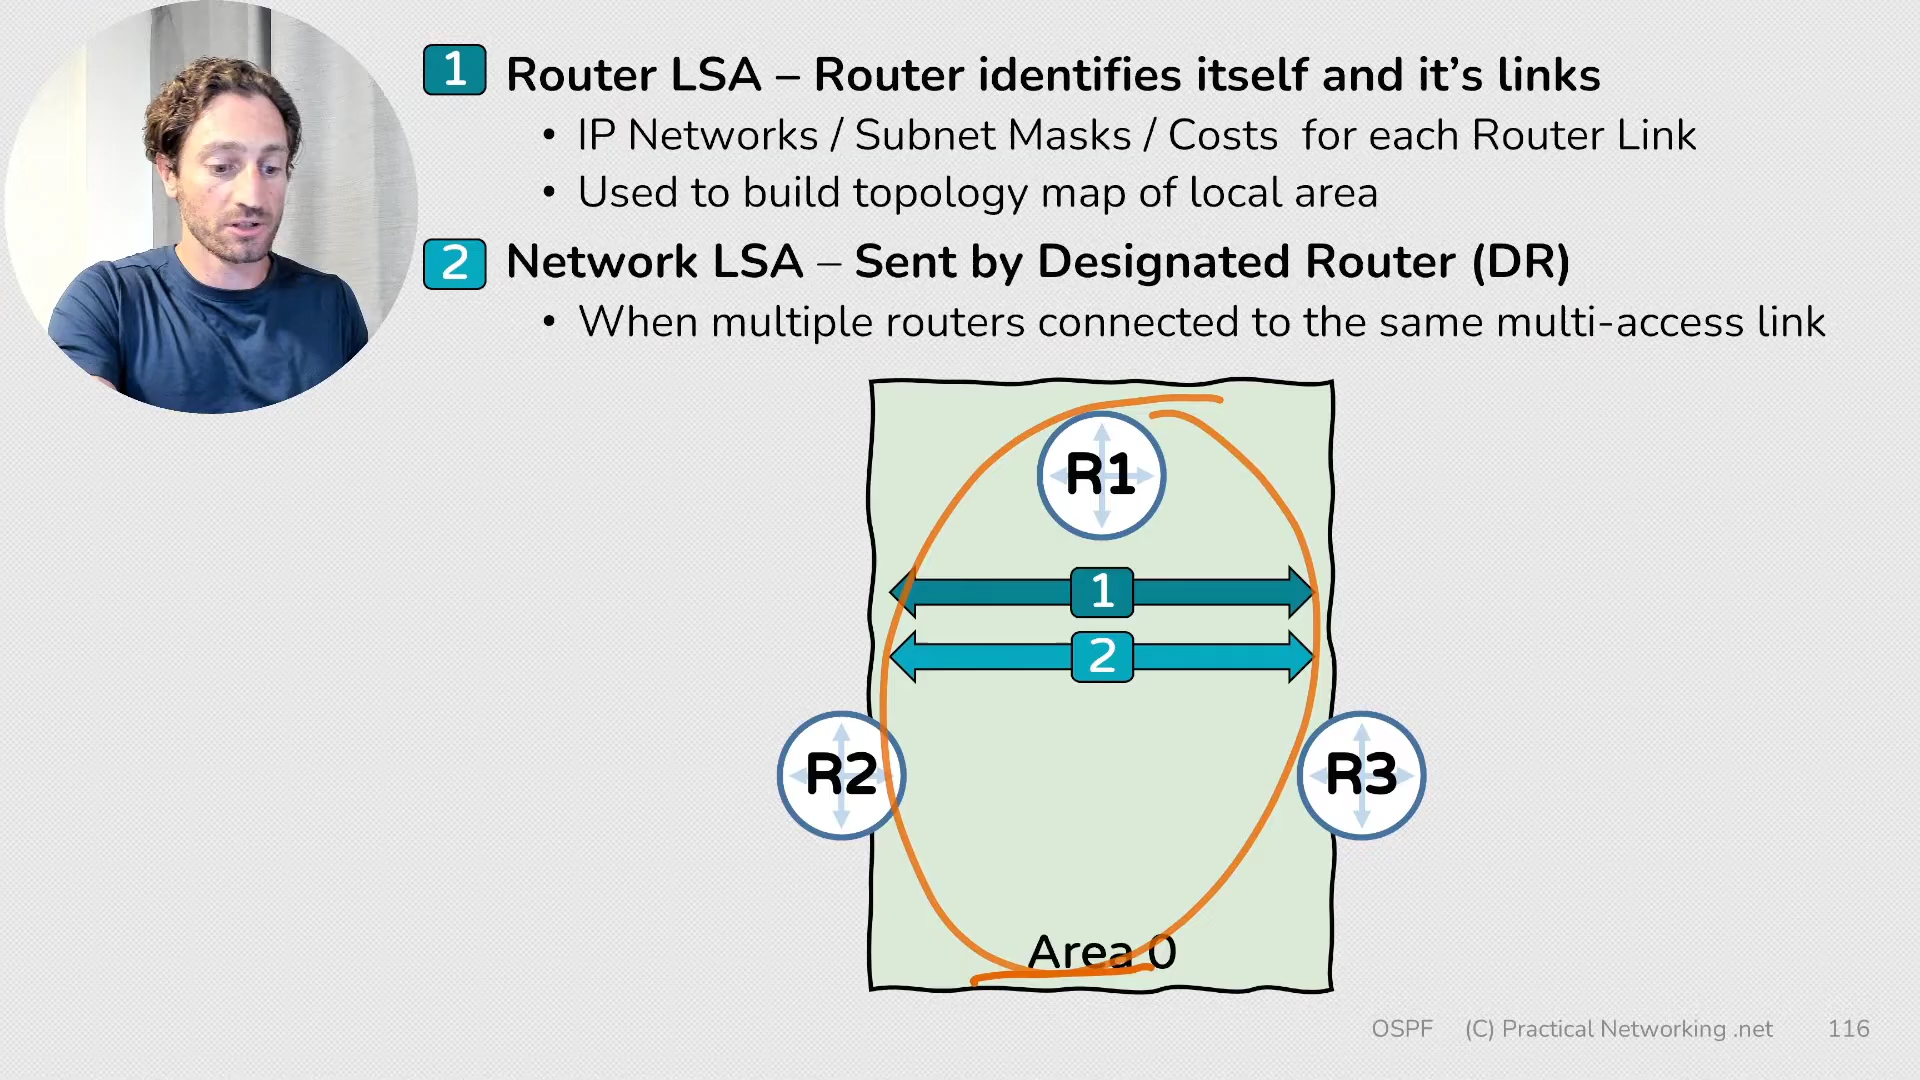 1 Router LSA – Router identifies itself and it’s links
• IP Networks / Subnet Masks / Costs for each Router Link
• Used to build topology map of local area
2 Network LSA – Sent by Designated Router (DR)
• When multiple routers connected to the same multi-access link
R1
1
2
R2
R3
Area 0
OSPF (C) Practical Networking .net 116